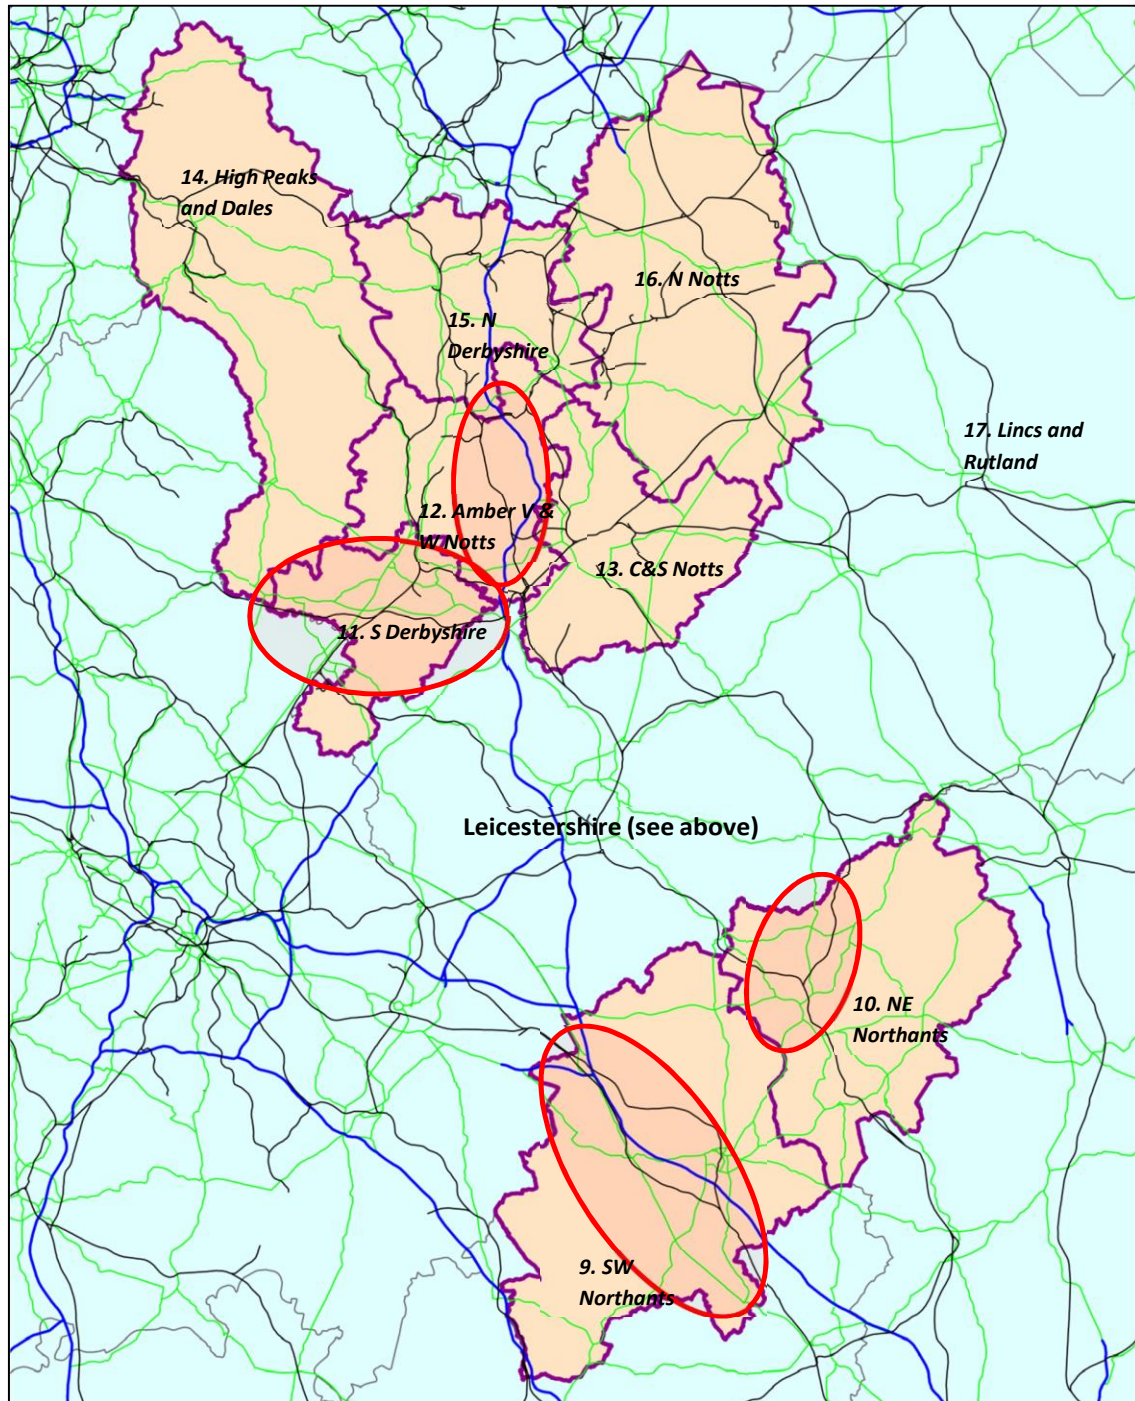 14. High Peaks
and Dales
16. N Notts
15. N
Derbyshire
17. Lincs and
Rutland
12. Amber V &
W Notts
13. C&S Notts
11. S Derbyshire
Leicestershire (see above)
10. NE
Northants
9. SW
Northants